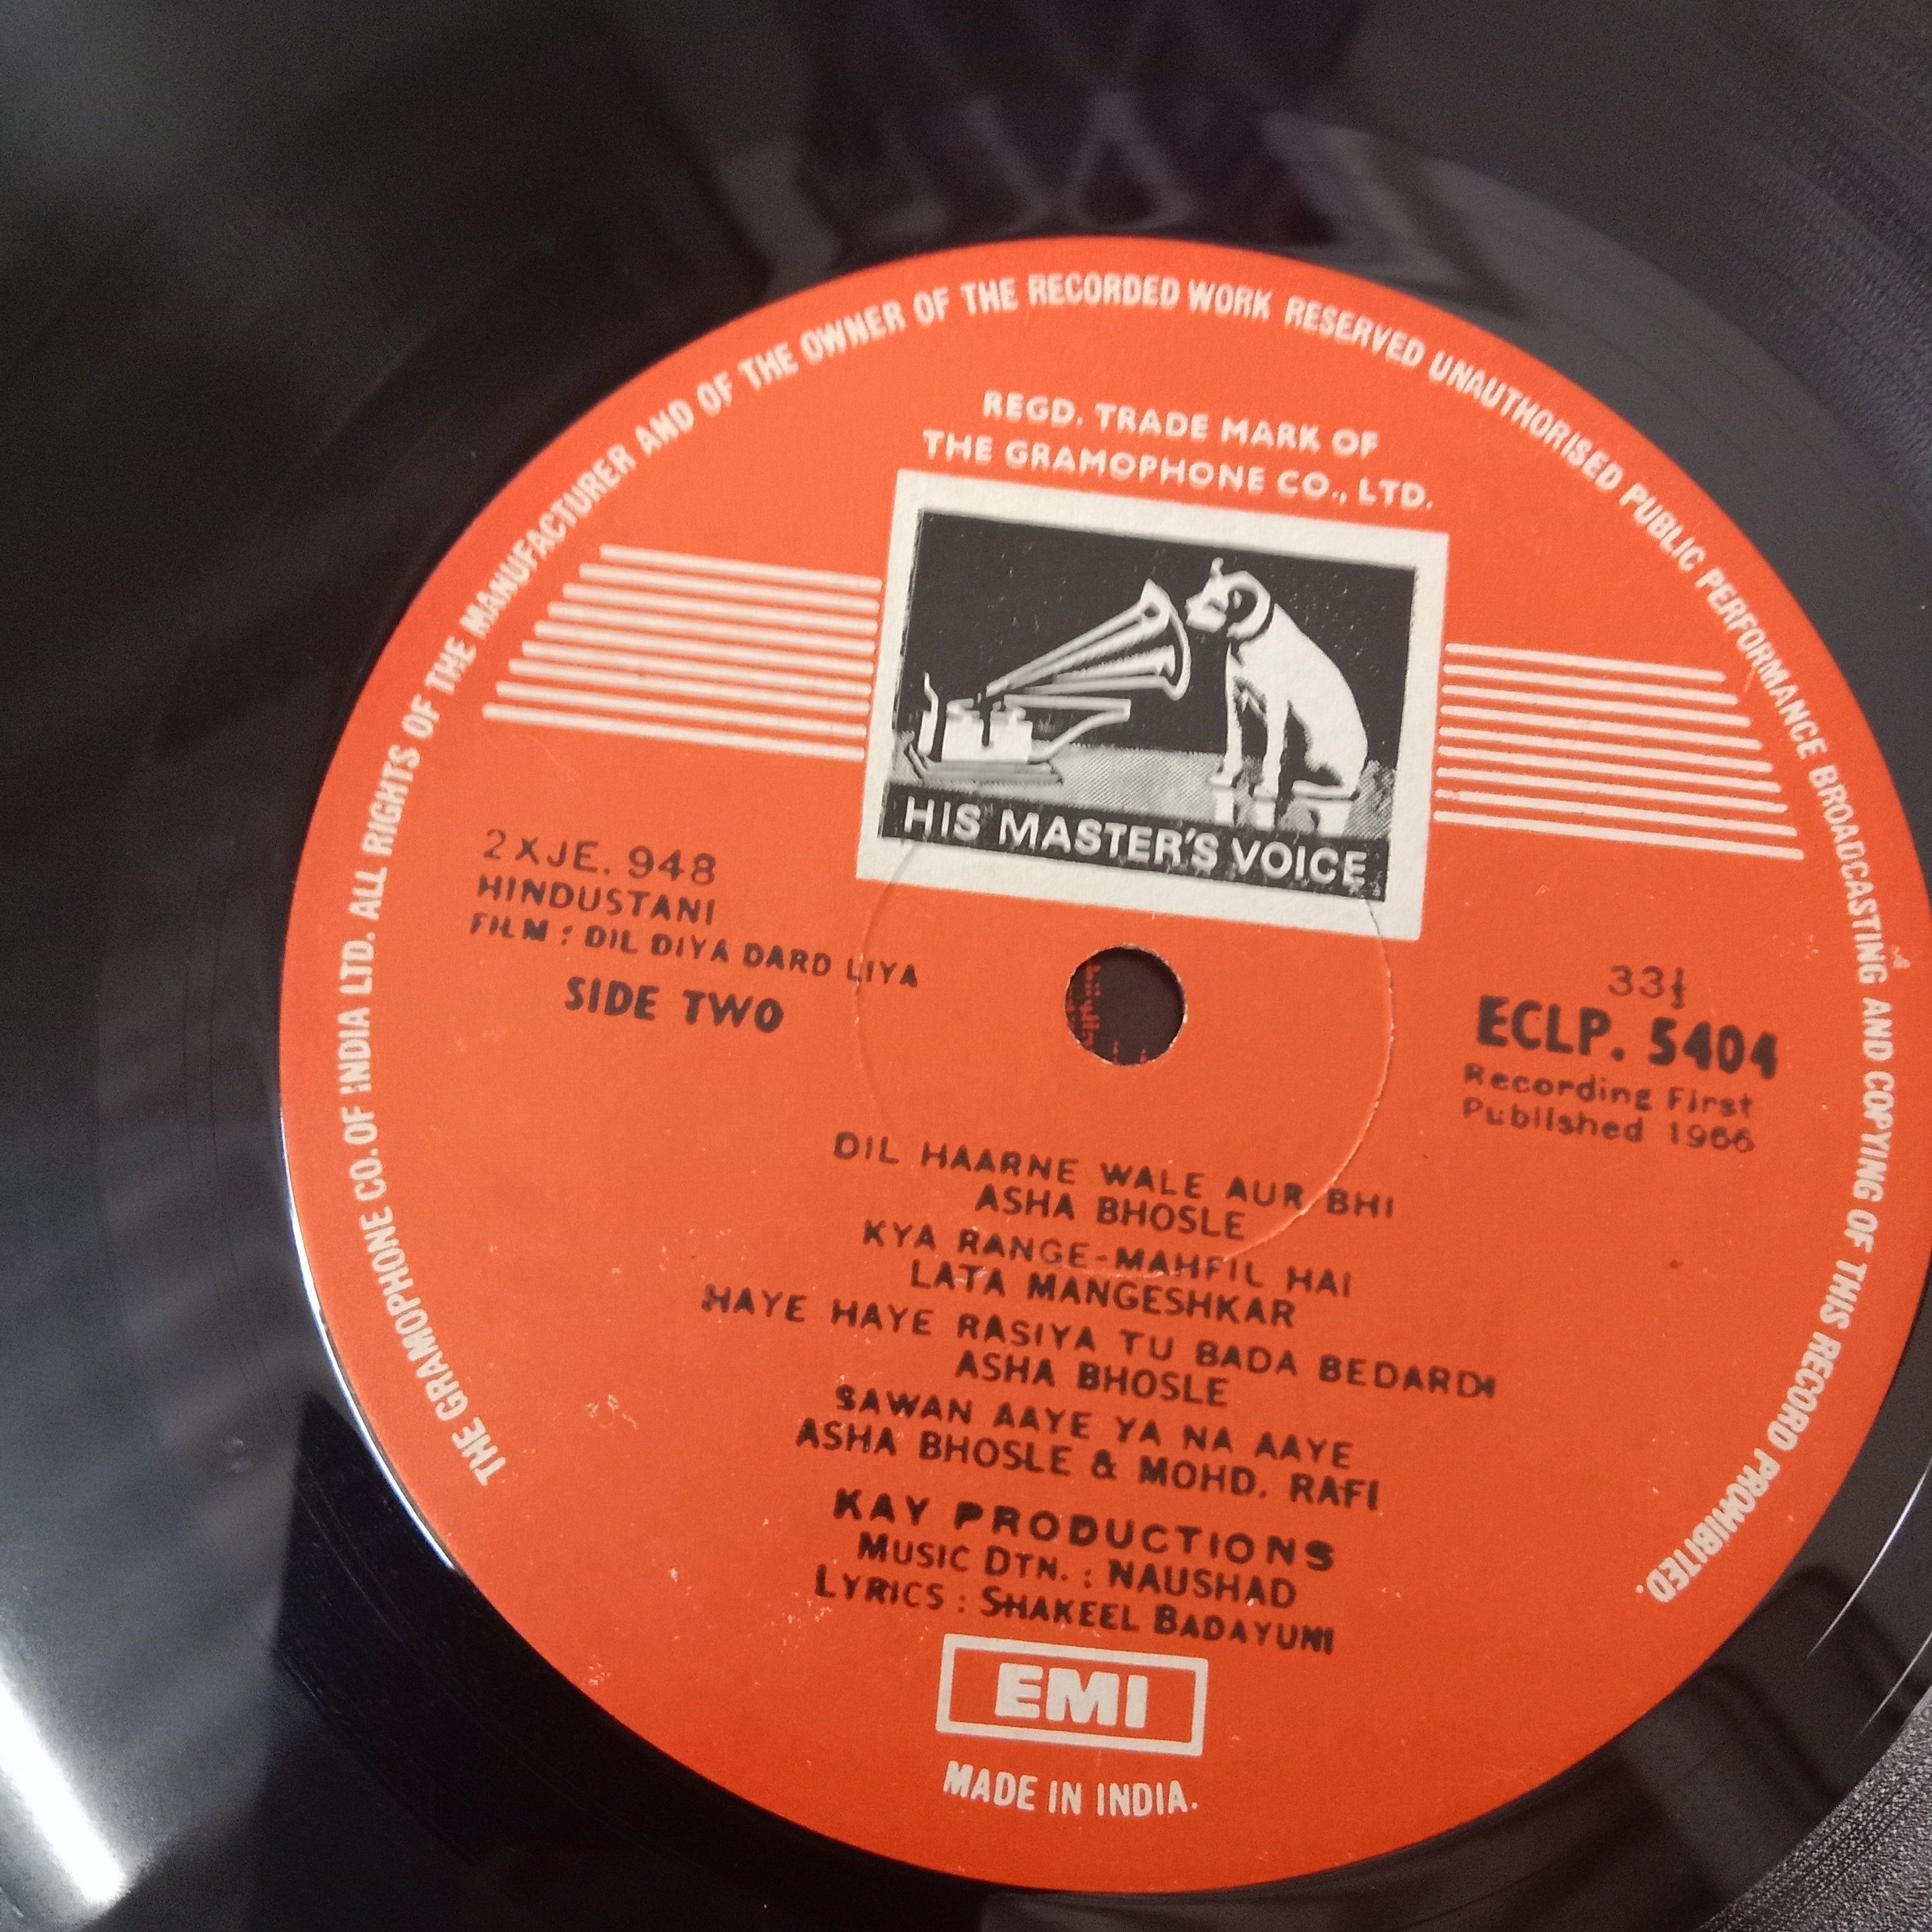 THE GRAMOPHONE CO. OF INDIA LTD. ALL RIGHTS OF THE MANUFACTURER AND OF THE OWNER OF THE RECORDED WORK RESERVED UNAUTHORISED PUBLIC PERFORMANCE BROADCASTING AND COPYING OF THIS RECORD PROHIBITED.
REGD. TRADE MARK OF
THE GRAMOPHONE CO., LTD.
HIS MASTER'S VOICE
2XJE. 948
HINDUSTANI
FILM : DIL DIYA DARD LIYA
SIDE TWO
33⅓
ECLP. 5404
Recording First
Published 1966
DIL HAARNE WALE AUR BHI
ASHA BHOSLE
KYA RANGE-MAHFIL HAI
LATA MANGESHKAR
HAYE HAYE RASIYA TU BADA BEDARDI
ASHA BHOSLE
SAWAN AAYE YA NA AAYE
ASHA BHOSLE & MOHD. RAFI
KAY PRODUCTIONS
MUSIC DTN. : NAUSHAD
LYRICS : SHAKEEL BADAYUNI
EMI
MADE IN INDIA.